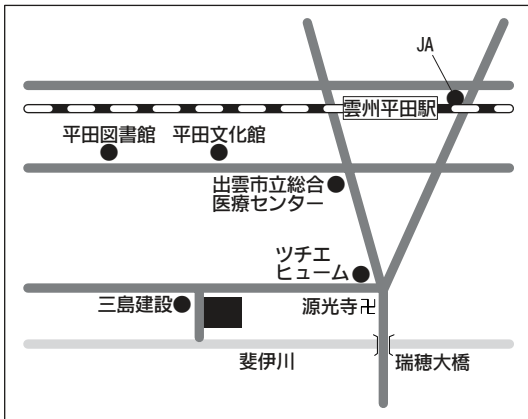 JA
雲州平田駅
平田図書館
平田文化館
出雲市立総合
医療センター
ツチエ
ヒューム
三島建設
源光寺卍
斐伊川
瑞穂大橋